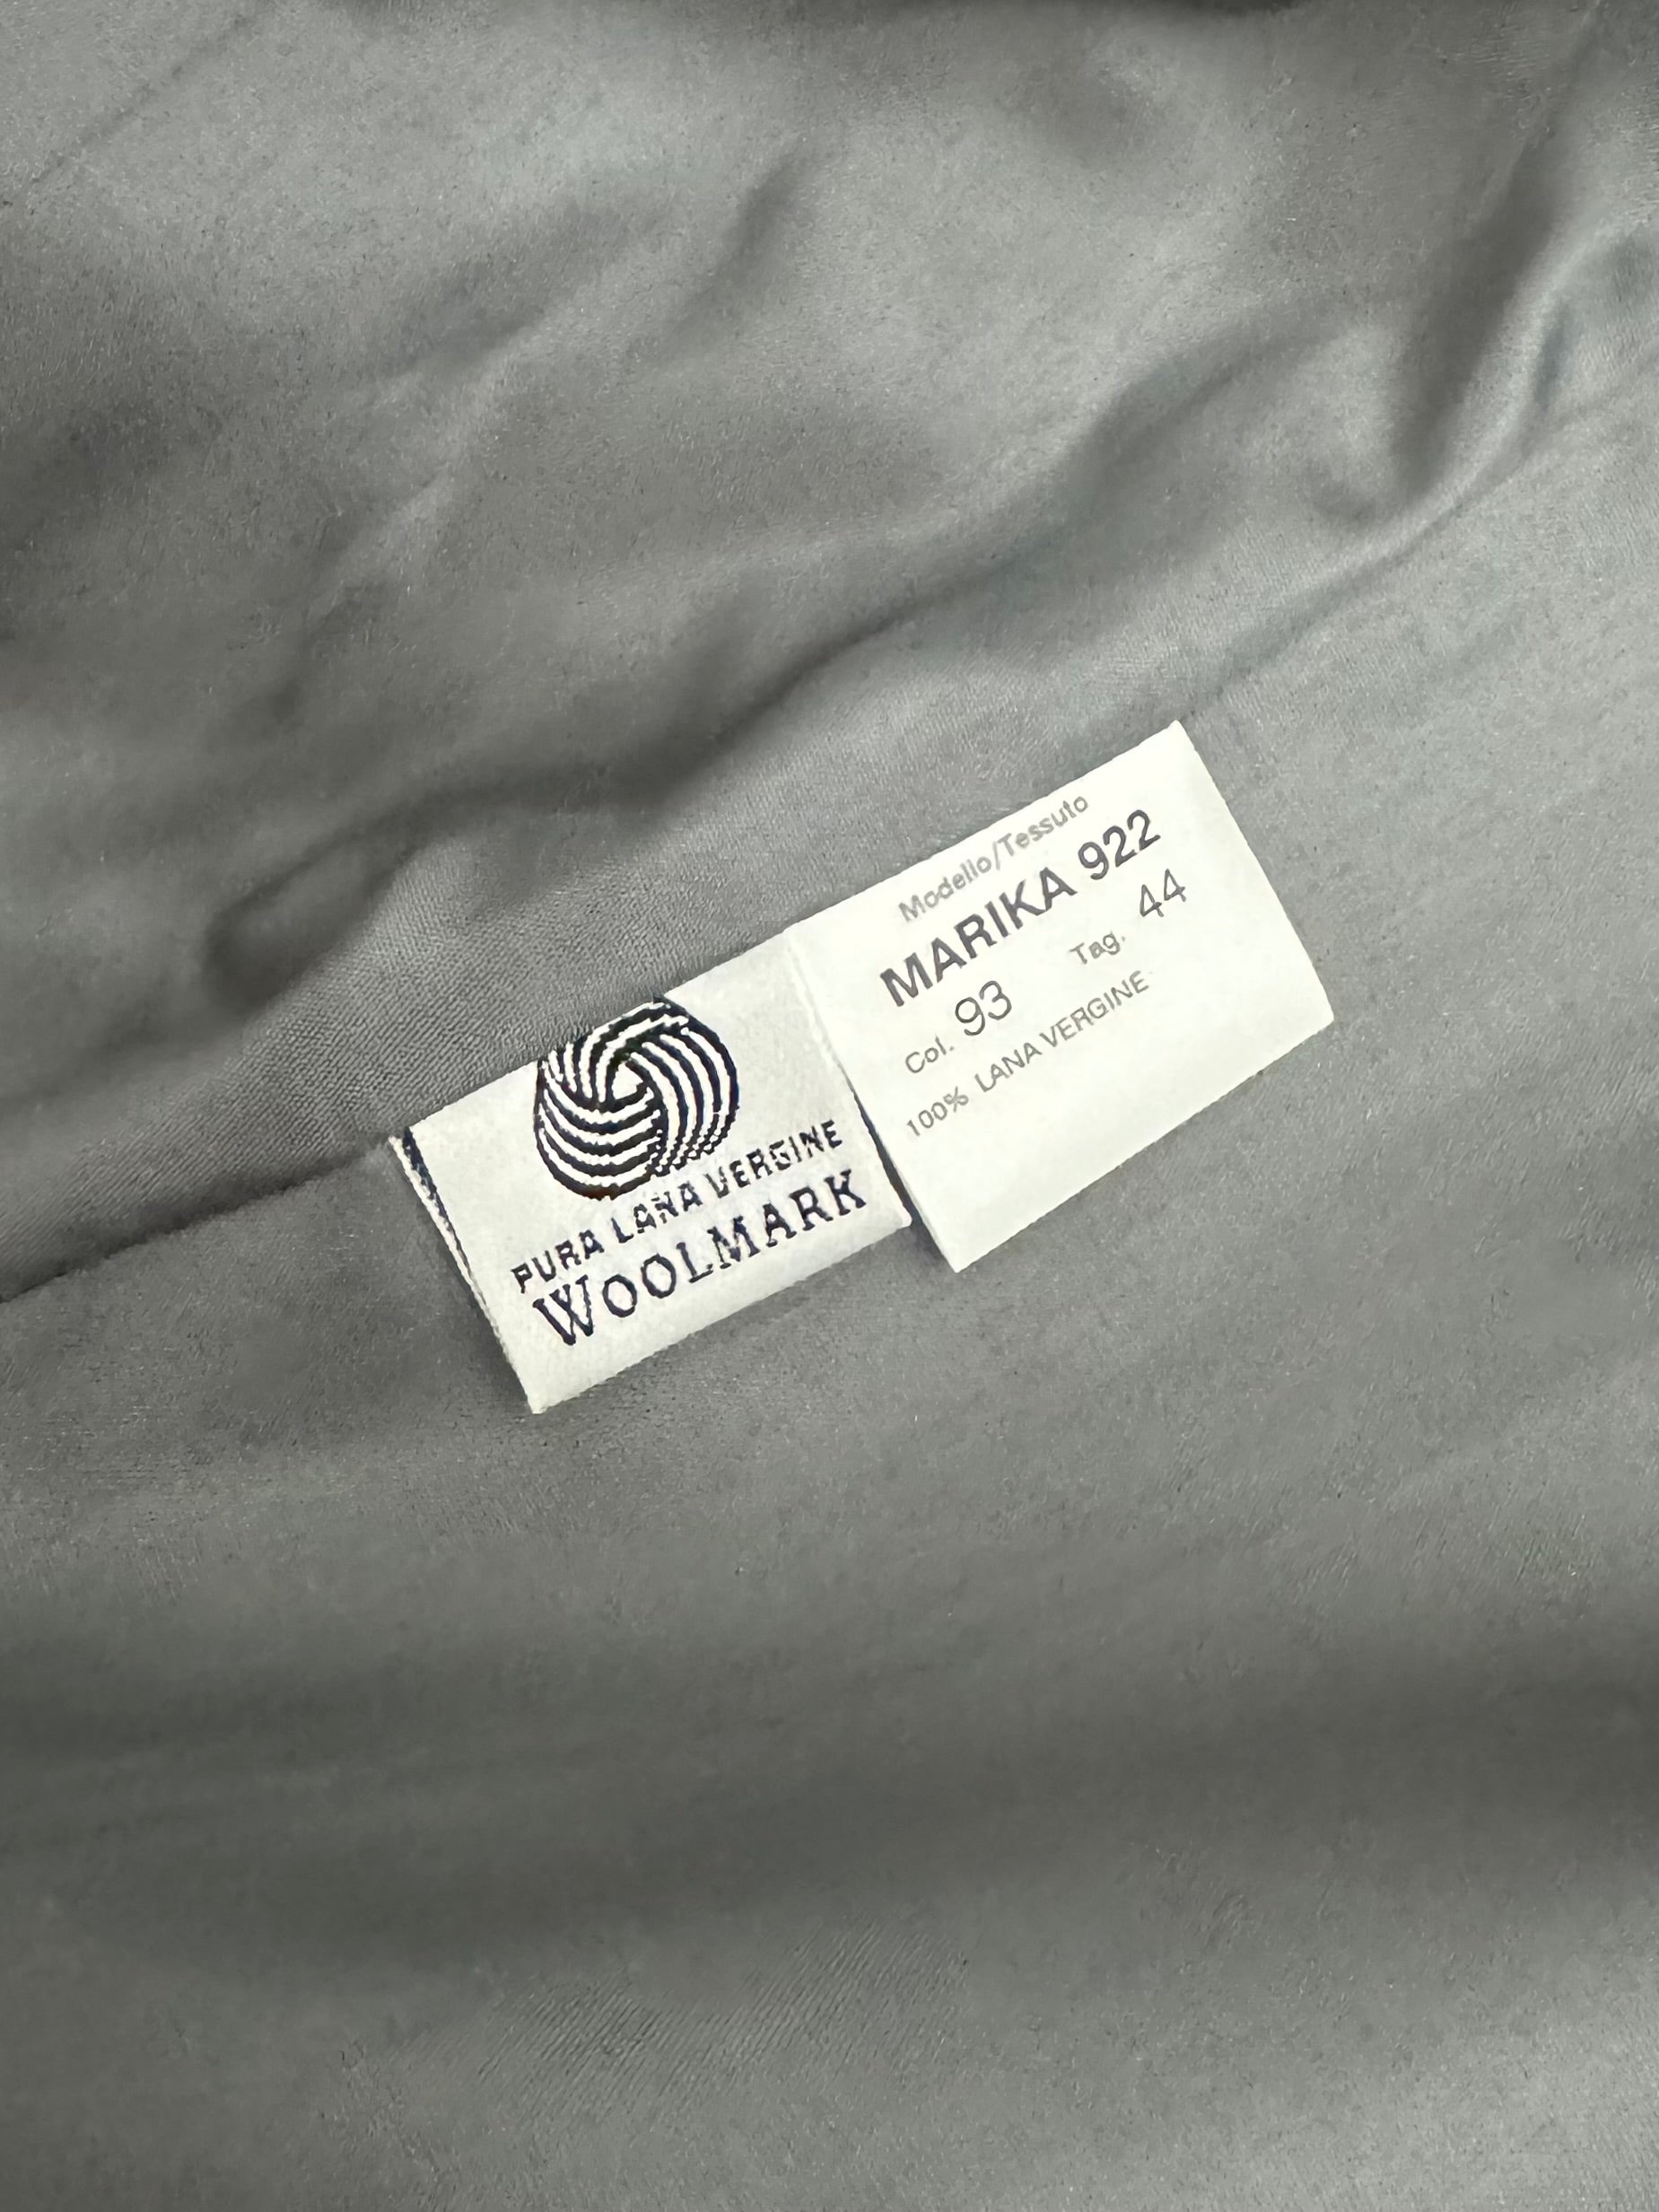 PURA LANA VERGINE
WOOLMARK
Modello/Tessuto
MARIKA 922
Col. 93 Tag. 44
100% LANA VERGINE